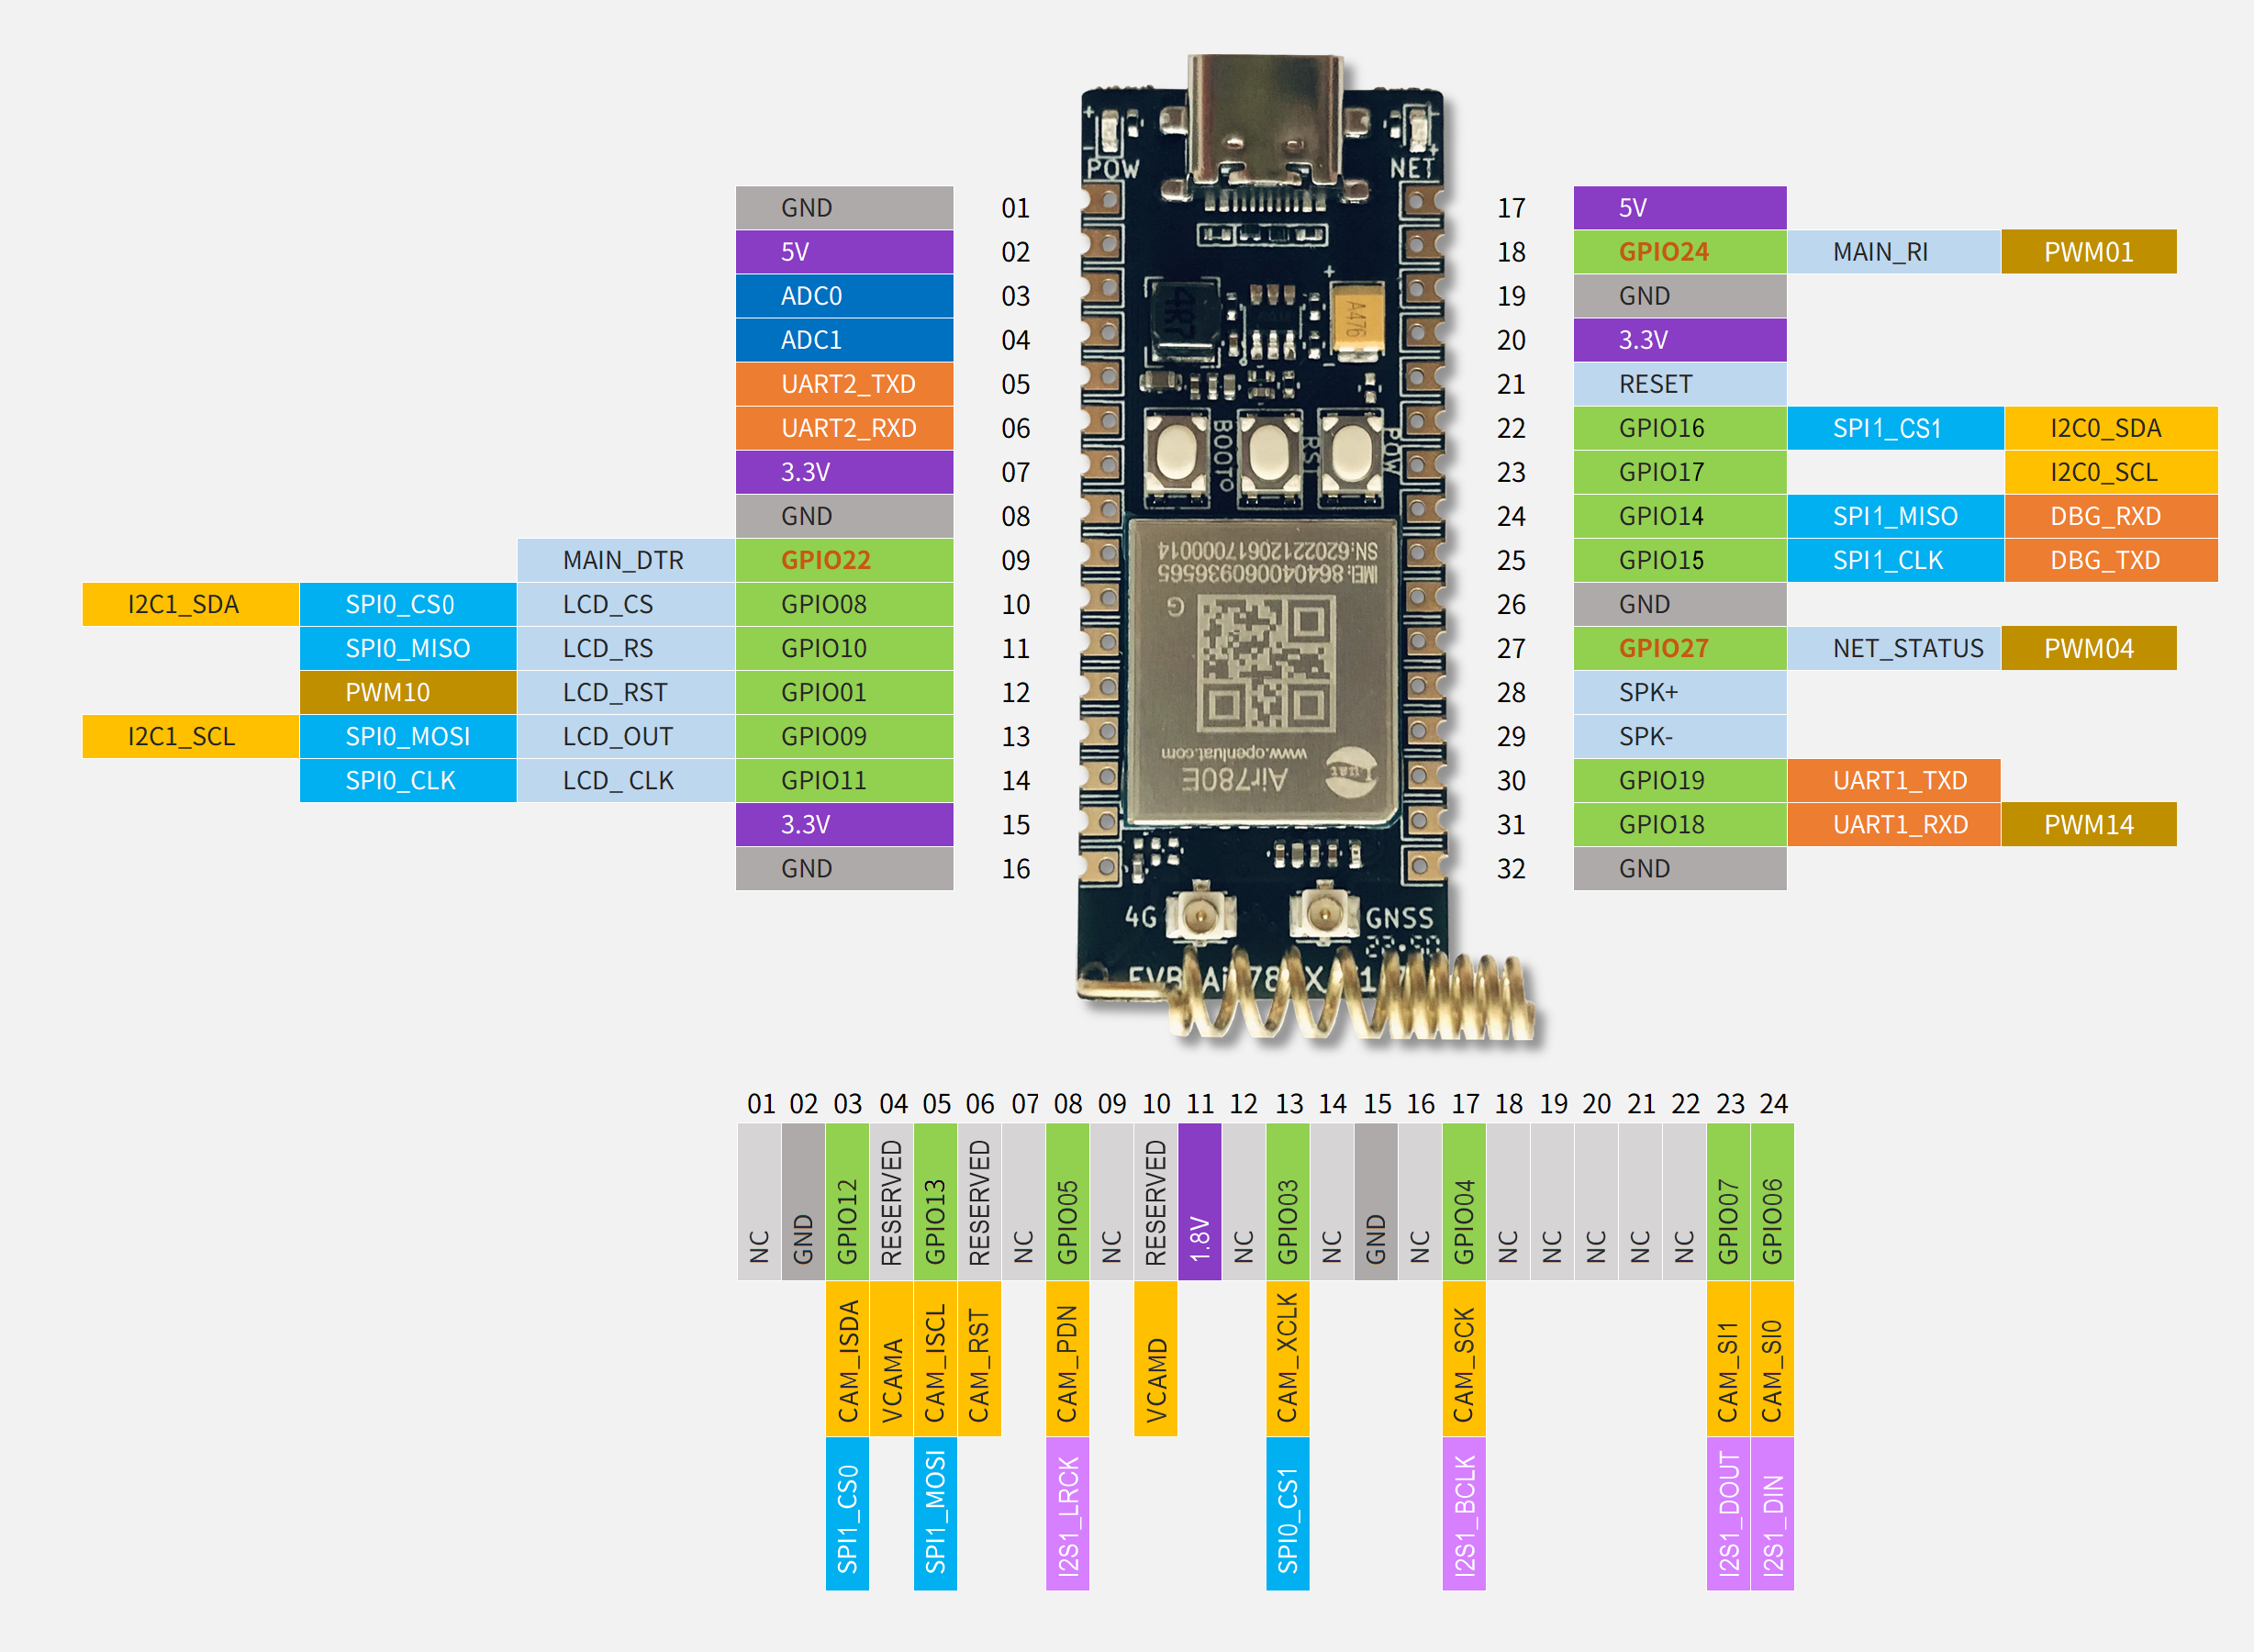 POW
NET
GND 01 17 5V
5V 02 18 GPIO24 MAIN_RI PWM01
ADC0 03 19 GND
ADC1 04 20 3.3V
UART2_TXD 05 21 RESET
UART2_RXD 06 22 GPIO16 SPI1_CS1 I2C0_SDA
3.3V 07 23 GPIO17 I2C0_SCL
GND 08 24 GPIO14 SPI1_MISO DBG_RXD
MAIN_DTR GPIO22 09 25 GPIO15 SPI1_CLK DBG_TXD
I2C1_SDA SPI0_CS0 LCD_CS GPIO08 10 26 GND
SPI0_MISO LCD_RS GPIO10 11 27 GPIO27 NET_STATUS PWM04
PWM10 LCD_RST GPIO01 12 28 SPK+
I2C1_SCL SPI0_MOSI LCD_OUT GPIO09 13 29 SPK-
SPI0_CLK LCD_ CLK GPIO11 14 30 GPIO19 UART1_TXD
3.3V 15 31 GPIO18 UART1_RXD PWM14
GND 16 32 GND
4R7
A476
BOOT0
RST
POW
SN:62022120617000014
IMEI: 864040060936565
G
www.openluat.com
Air780E
Luat
4G
GNSS
01 02 03 04 05 06 07 08 09 10 11 12 13 14 15 16 17 18 19 20 21 22 23 24
NC GND GPIO12 RESERVED GPIO13 RESERVED NC GPIO05 NC RESERVED 1.8V NC GPIO03 NC GND NC GPIO04 NC NC NC NC NC GPIO07 GPIO06
CAM_ISDA VCAMA CAM_ISCL CAM_RST CAM_PDN VCAMD CAM_XCLK CAM_SCK CAM_SI1 CAM_SI0
SPI1_CS0 SPI1_MOSI I2S1_LRCK SPI0_CS1 I2S1_BCLK I2S1_DOUT I2S1_DIN